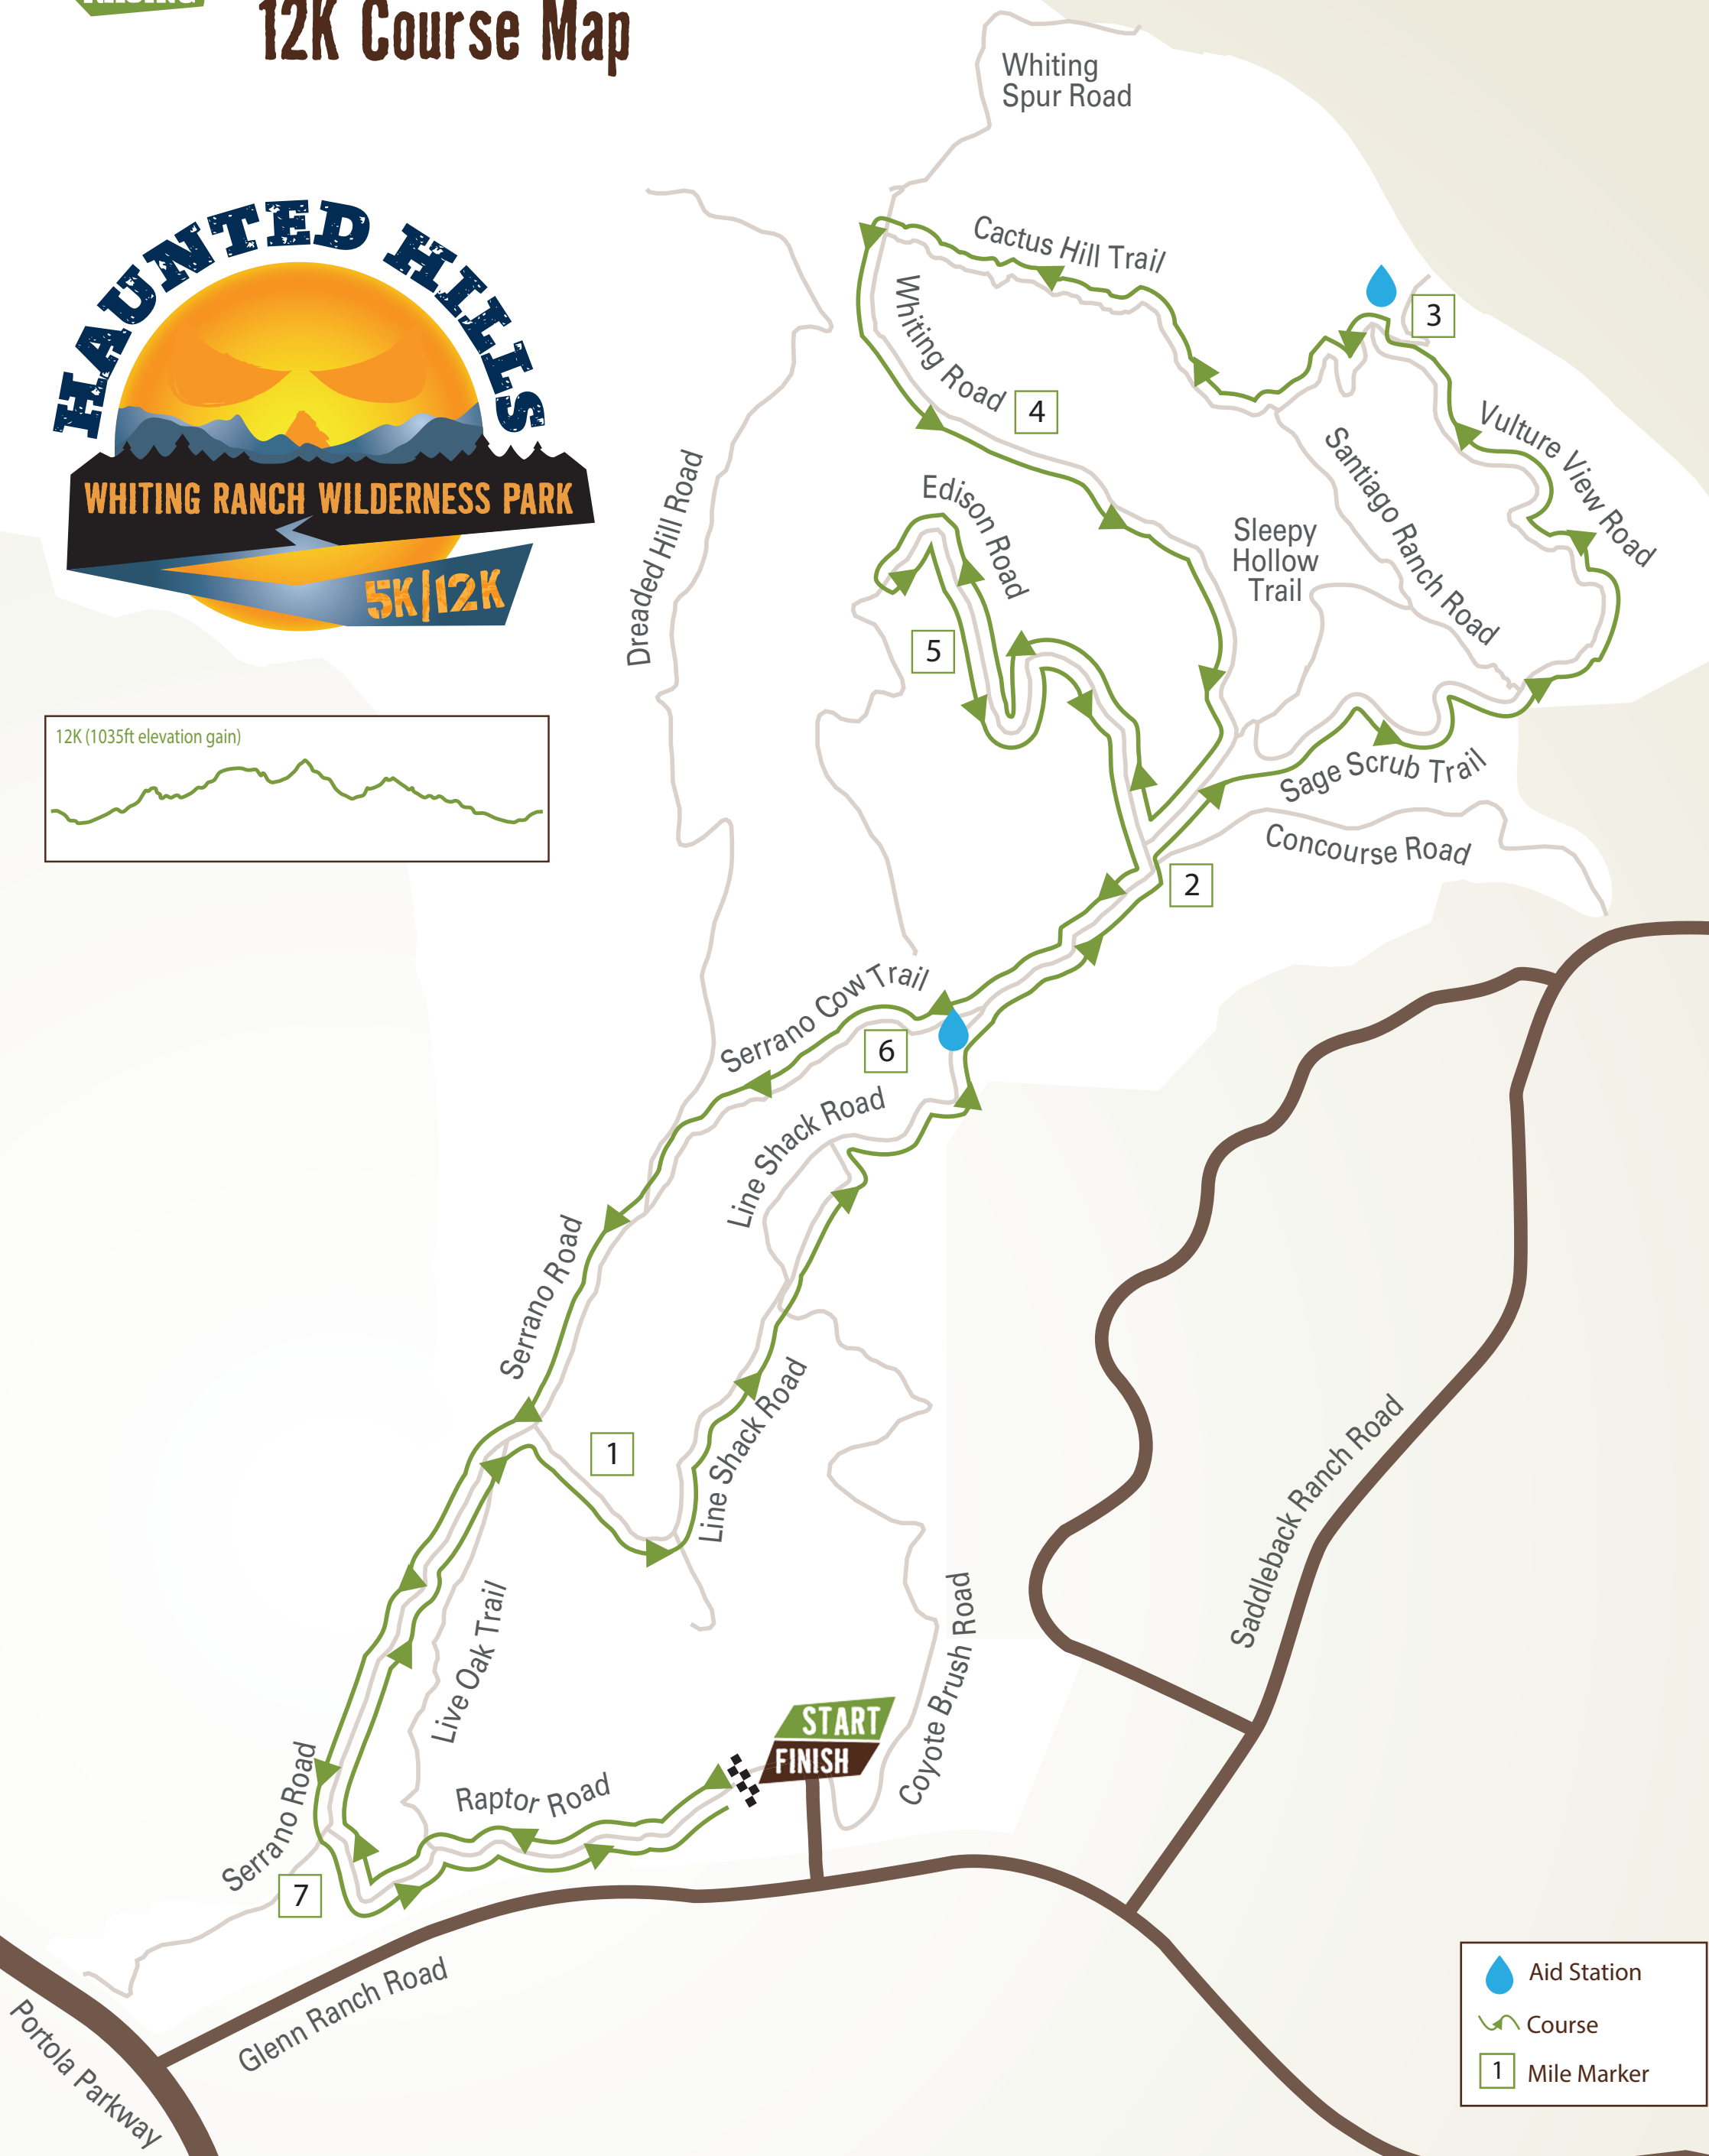 12K Course Map
HAUNTED HILLS
WHITING RANCH WILDERNESS PARK
5K|12K
12K (1035ft elevation gain)
Whiting
Spur Road
Cactus Hill Trail
3
Whiting Road
4
Vulture View Road
Santiago Ranch Road
Edison Road
Sleepy
Hollow
Trail
Dreaded Hill Road
5
Sage Scrub Trail
Concourse Road
2
Serrano Cow Trail
6
Line Shack Road
Serrano Road
Line Shack Road
1
Saddleback Ranch Road
Live Oak Trail
Coyote Brush Road
START
FINISH
Raptor Road
Serrano Road
7
Glenn Ranch Road
Portola Parkway
Aid Station
Course
1 Mile Marker